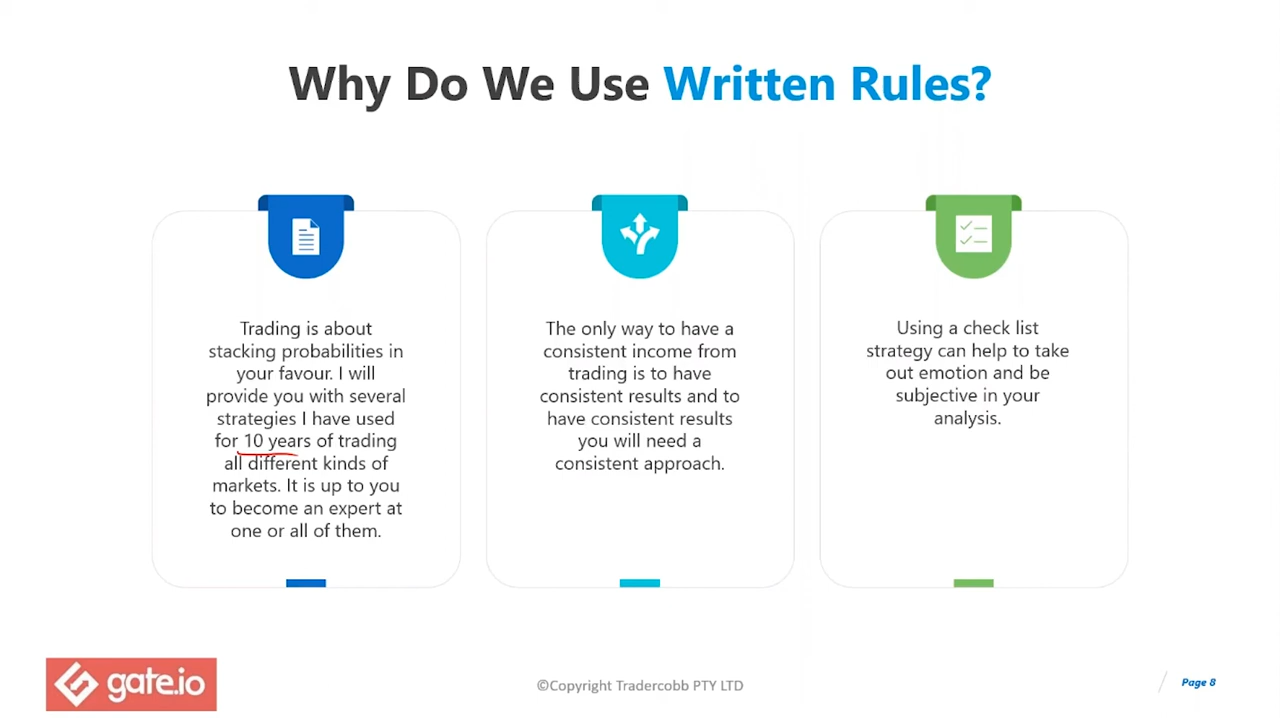 Why Do We Use Written Rules?
Trading is about
stacking probabilities in
your favour. I will
provide you with several
strategies I have used
for 10 years of trading
all different kinds of
markets. It is up to you
to become an expert at
one or all of them.
The only way to have a
consistent income from
trading is to have
consistent results and to
have consistent results
you will need a
consistent approach.
Using a check list
strategy can help to take
out emotion and be
subjective in your
analysis.
gate.io
©Copyright Tradercobb PTY LTD
Page 8